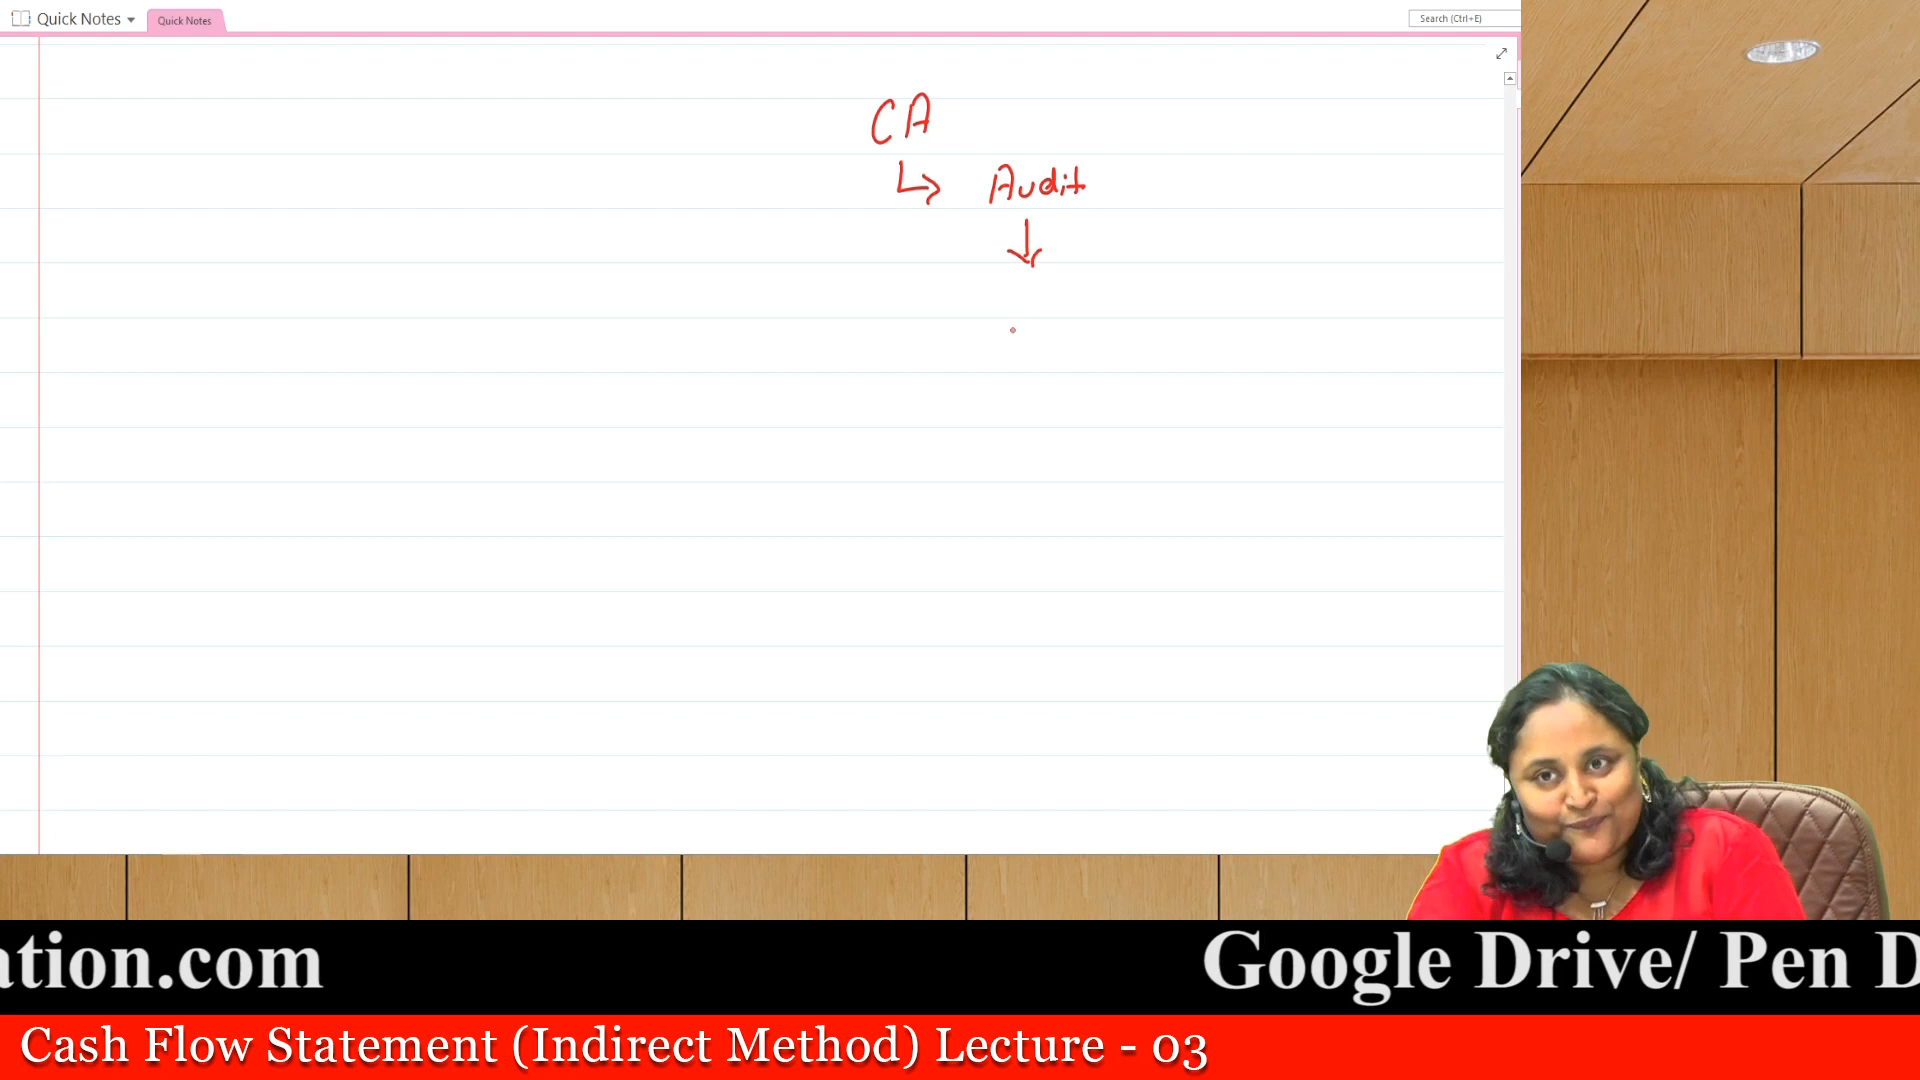 Quick Notes Quick Notes Search (Ctrl+E)
CA
Audit
ation.com Google Drive/ Pen D
Cash Flow Statement (Indirect Method) Lecture - 03